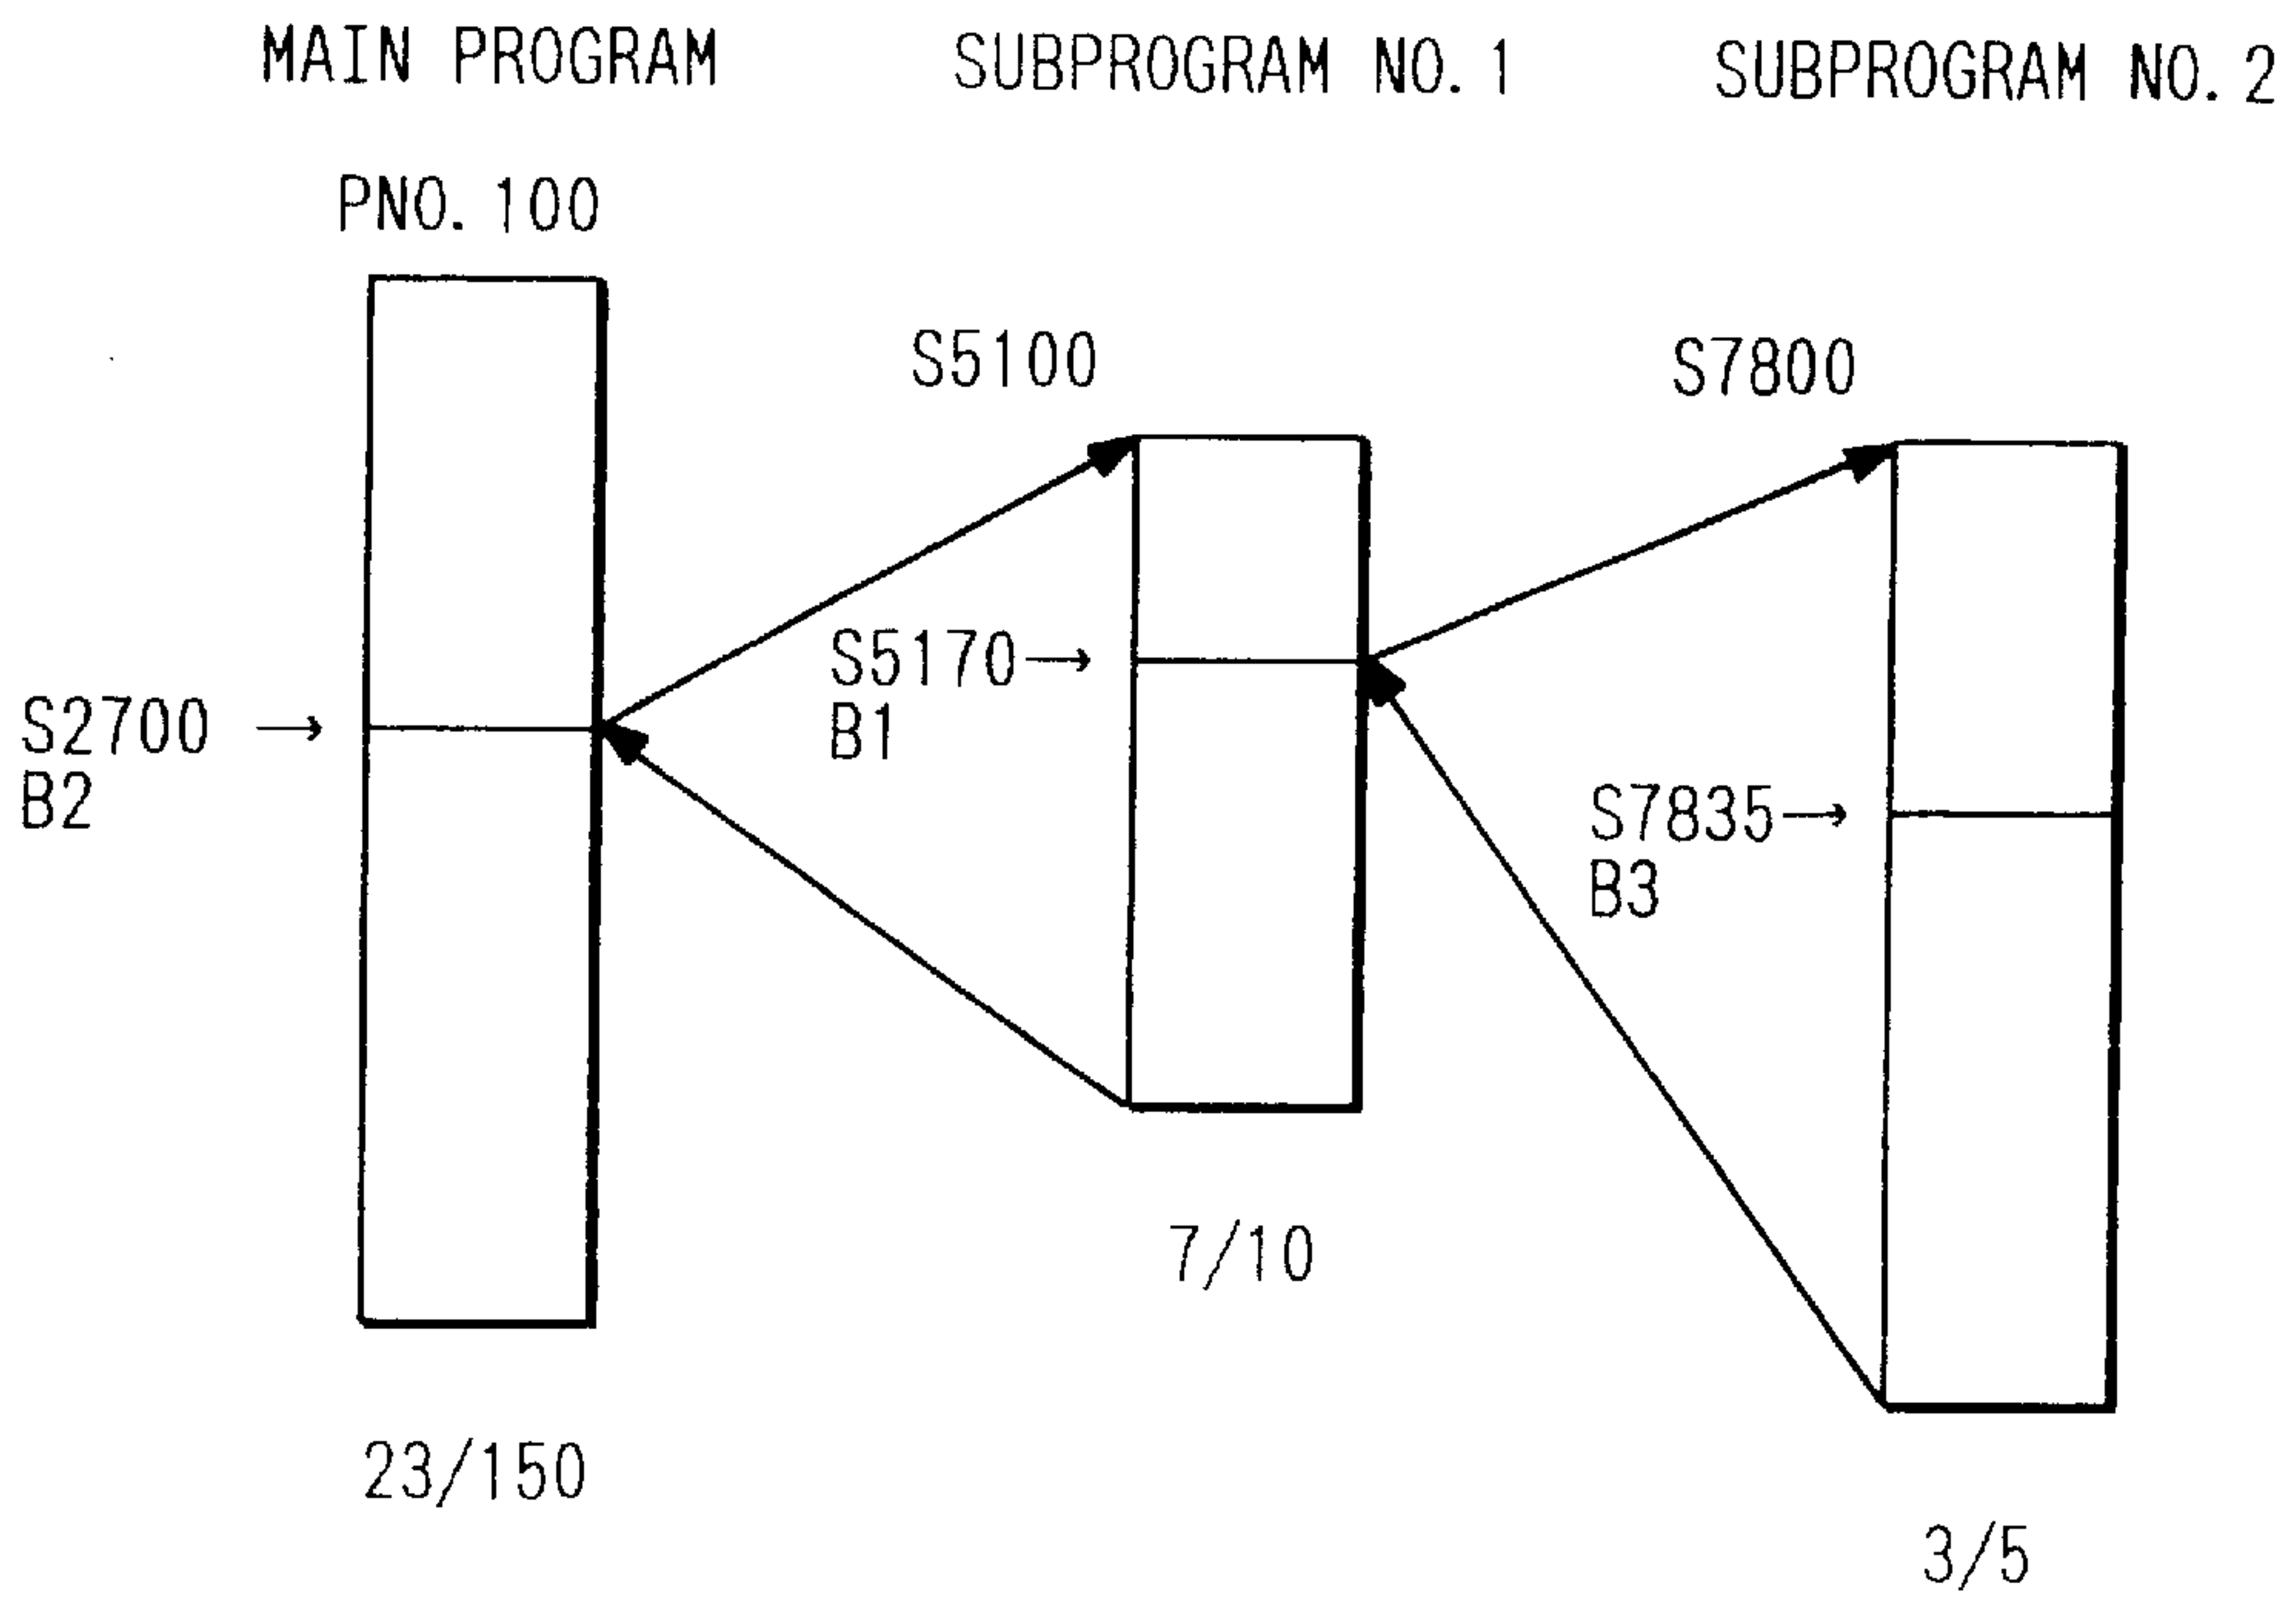 MAIN PROGRAM
SUBPROGRAM NO. 1
SUBPROGRAM NO. 2
PNO. 100
S5100
S7800
S5170
B1
S2700
B2
S7835
B3
7/10
23/150
3/5